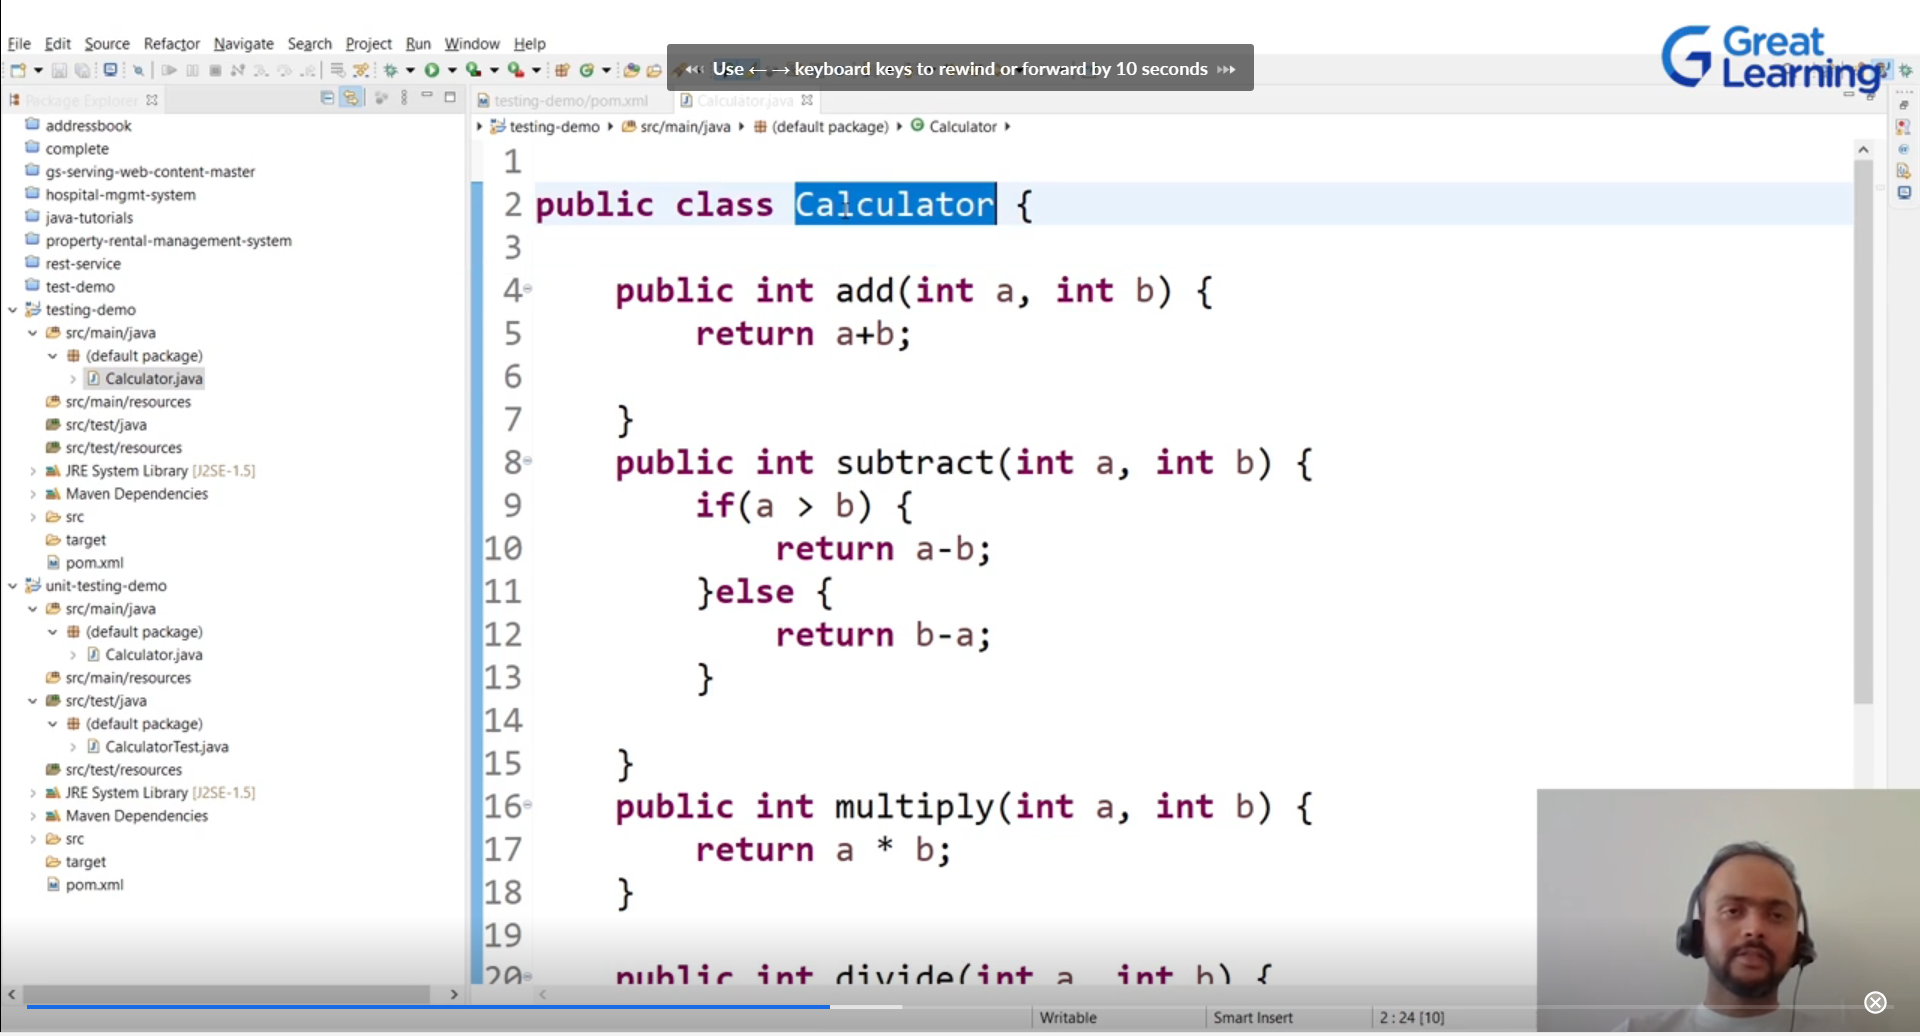 File Edit Source Refactor Navigate Search Project Run Window Help
Use ← → keyboard keys to rewind or forward by 10 seconds
Great
Learning
Package Explorer
testing-demo/pom.xml
Calculator.java
testing-demo
src/main/java
(default package)
Calculator
addressbook
complete
gs-serving-web-content-master
hospital-mgmt-system
java-tutorials
property-rental-management-system
rest-service
test-demo
testing-demo
src/main/java
(default package)
Calculator.java
src/main/resources
src/test/java
src/test/resources
JRE System Library [J2SE-1.5]
Maven Dependencies
src
target
pom.xml
unit-testing-demo
src/main/java
(default package)
Calculator.java
src/main/resources
src/test/java
(default package)
CalculatorTest.java
src/test/resources
JRE System Library [J2SE-1.5]
Maven Dependencies
src
target
pom.xml
1
2 public class Calculator {
3
4 public int add(int a, int b) {
5 return a+b;
6
7 }
8 public int subtract(int a, int b) {
9 if(a > b) {
10 return a-b;
11 }else {
12 return b-a;
13 }
14
15 }
16 public int multiply(int a, int b) {
17 return a * b;
18 }
19
20 public int divide(int a, int b) {
Writable
Smart Insert
2 : 24 [10]